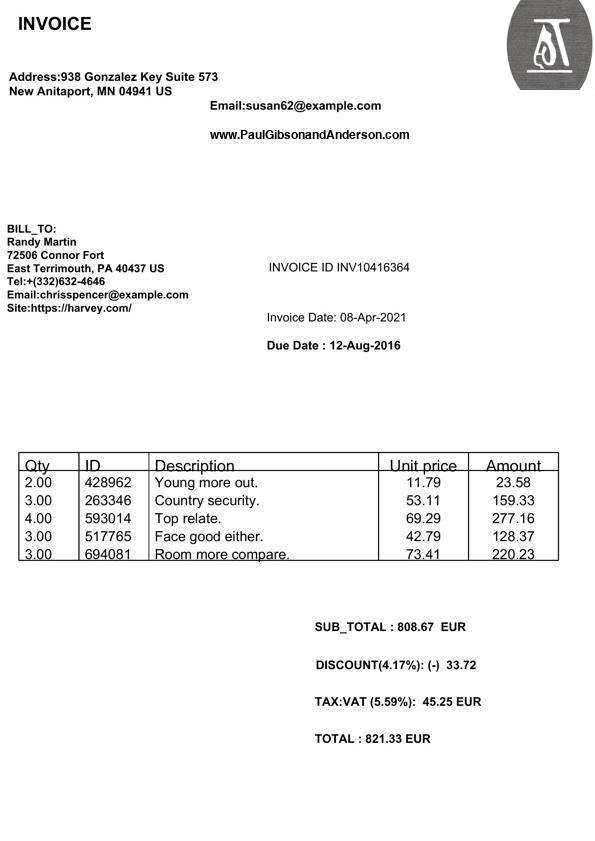 INVOICE
Address:938 Gonzalez Key Suite 573
New Anitaport, MN 04941 US
Email:susan62@example.com
www.PaulGibsonandAnderson.com
BILL_TO:
Randy Martin
72506 Connor Fort
East Terrimouth, PA 40437 US
Tel:+(332)632-4646
Email:chrisspencer@example.com
Site:https://harvey.com/
INVOICE ID INV10416364
Invoice Date: 08-Apr-2021
Due Date : 12-Aug-2016
Qty ID Description Unit price Amount
2.00 428962 Young more out. 11.79 23.58
3.00 263346 Country security. 53.11 159.33
4.00 593014 Top relate. 69.29 277.16
3.00 517765 Face good either. 42.79 128.37
3.00 694081 Room more compare. 73.41 220.23
SUB_TOTAL : 808.67 EUR
DISCOUNT(4.17%): (-) 33.72
TAX:VAT (5.59%): 45.25 EUR
TOTAL : 821.33 EUR